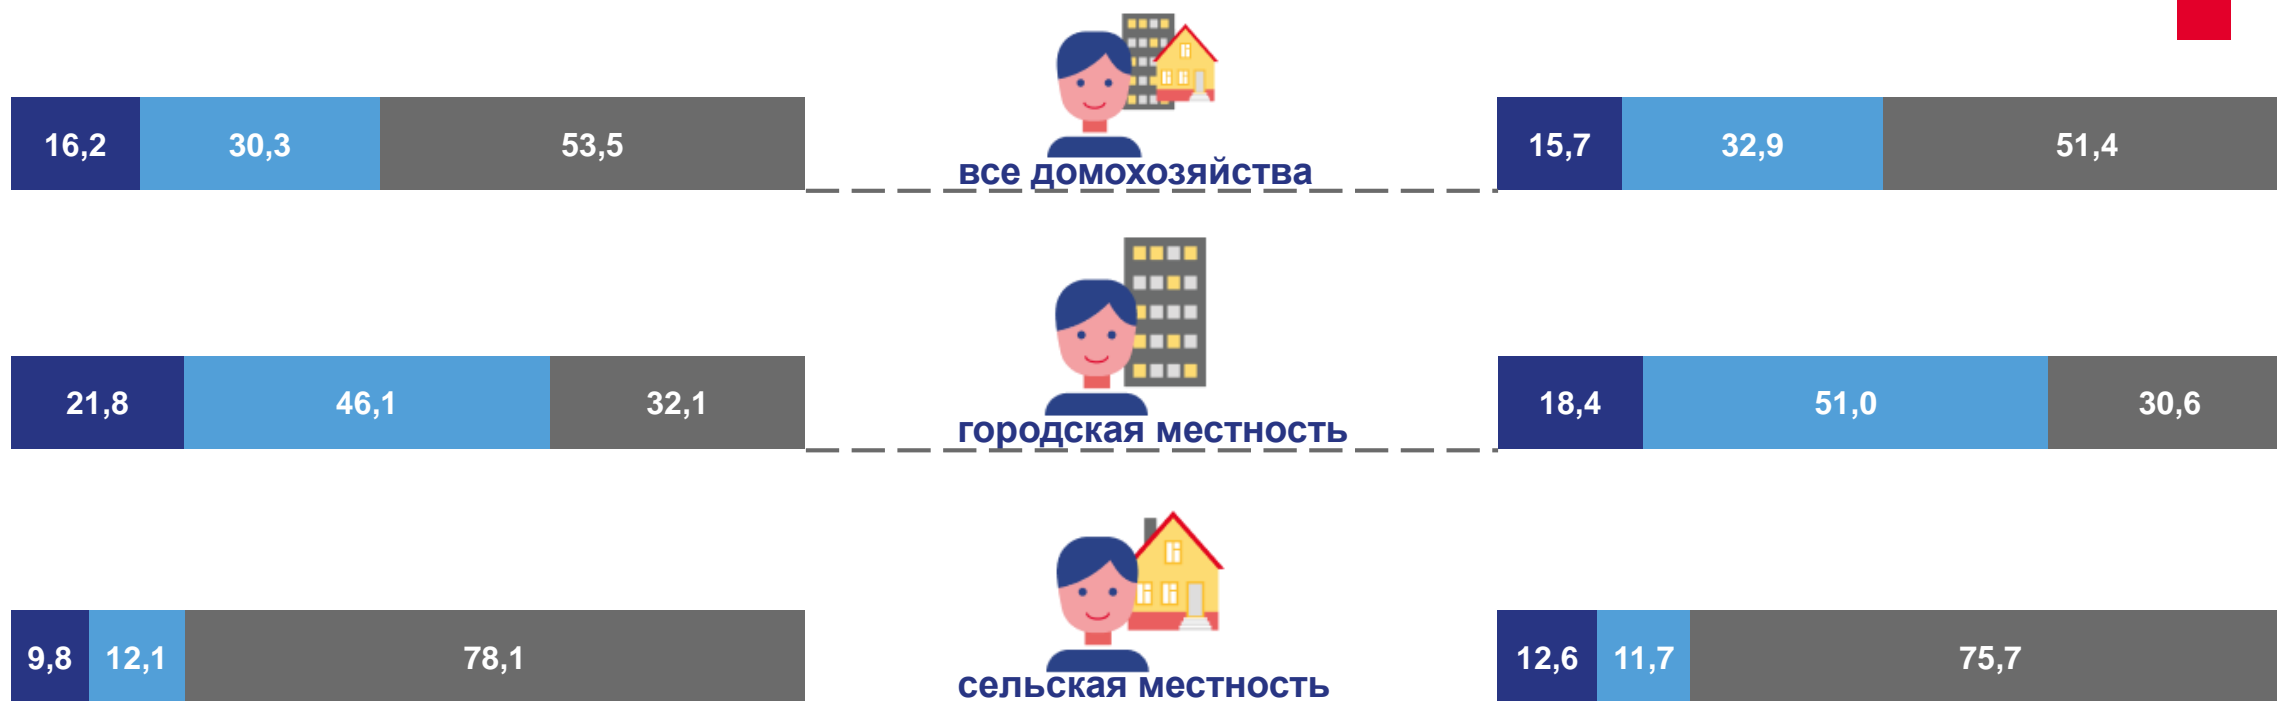 16,2 30,3 53,5
все домохозяйства
15,7 32,9 51,4
21,8 46,1 32,1
городская местность
18,4 51,0 30,6
9,8 12,1 78,1
сельская местность
12,6 11,7 75,7